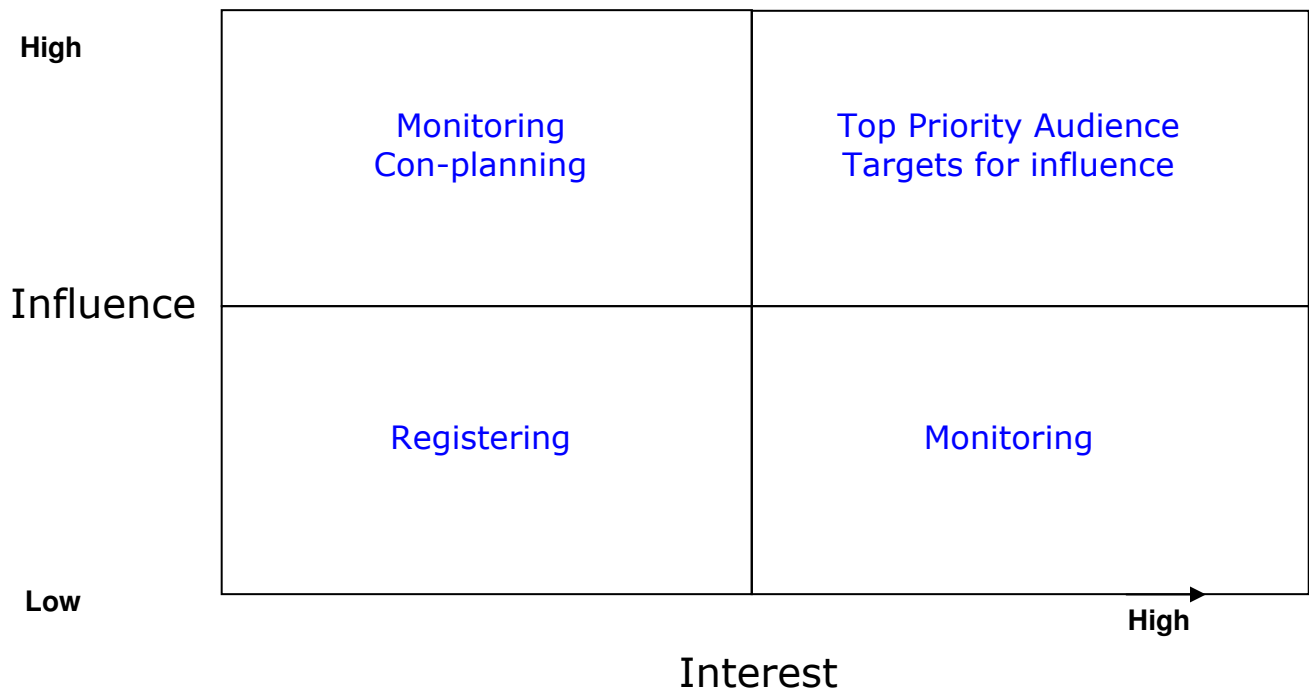 High
Monitoring
Con-planning
Top Priority Audience
Targets for influence
Influence
Registering
Monitoring
Low
High
Interest